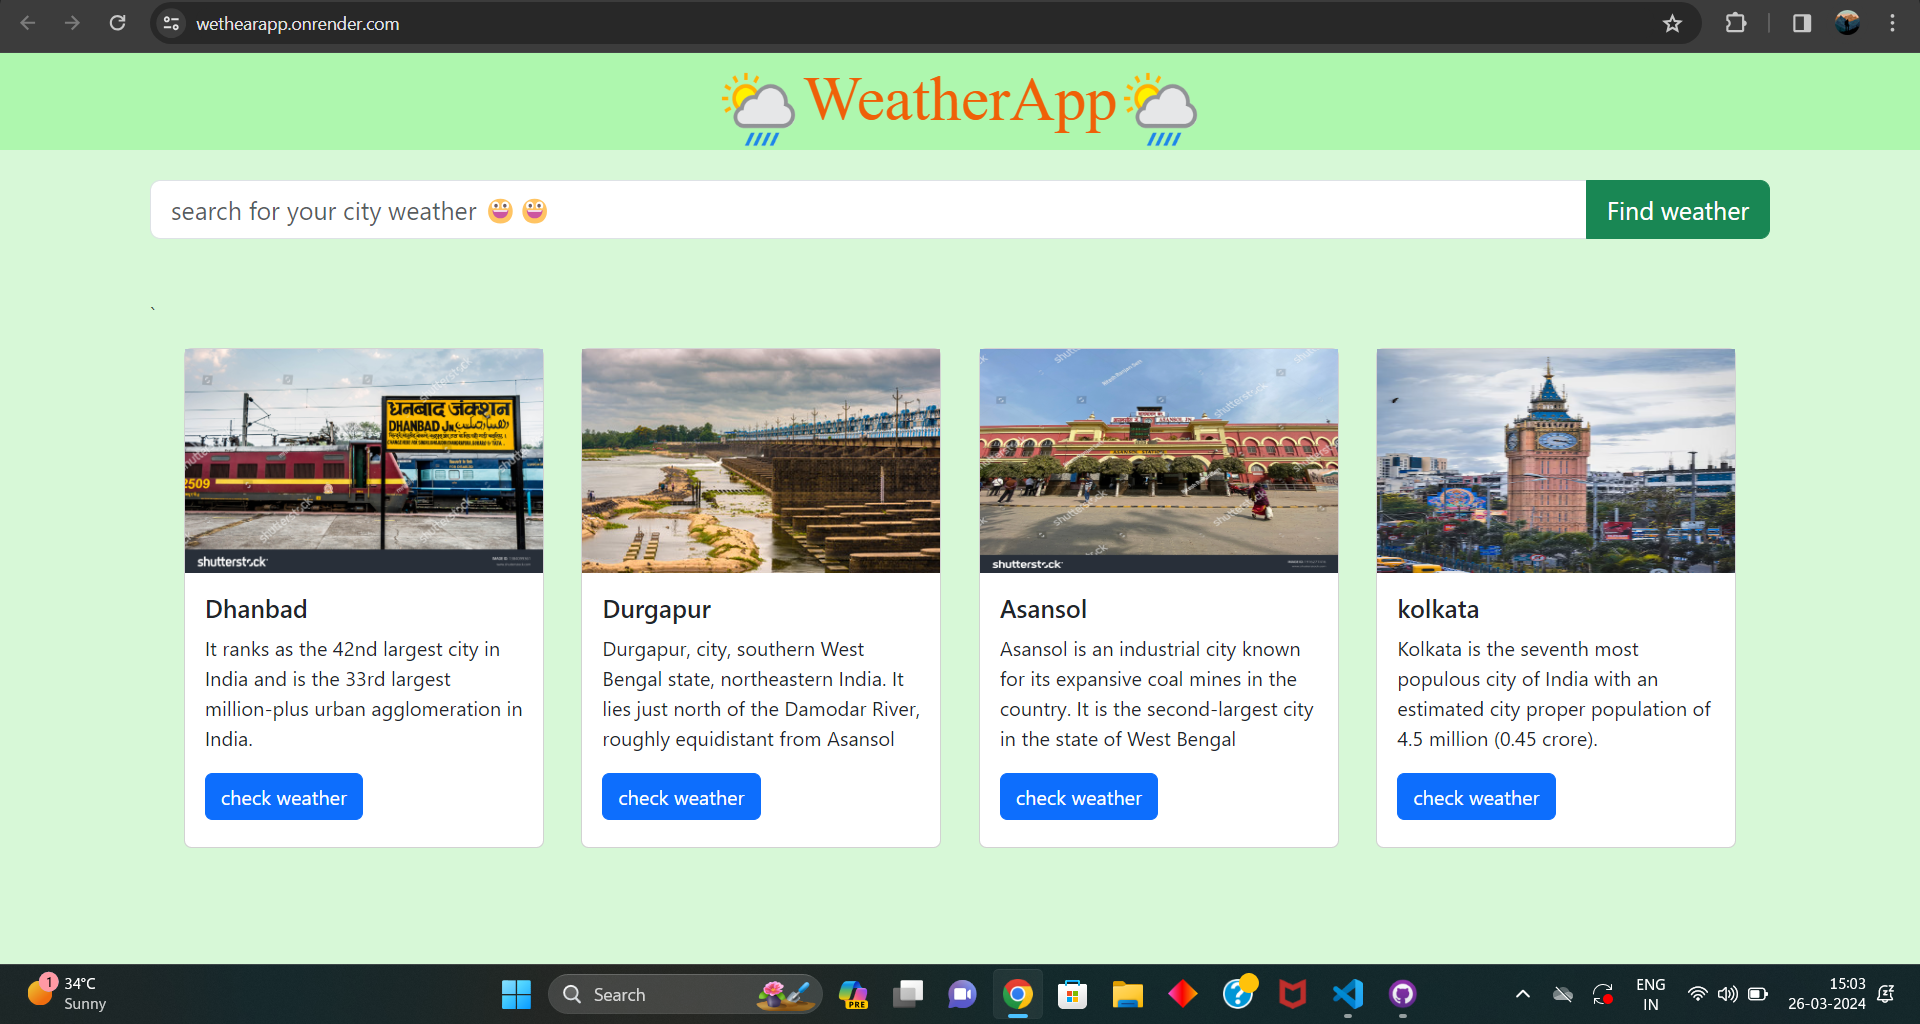 wethearapp.onrender.com
WeatherApp
search for your city weather 😀 😀
Find weather
`
धनबाद जंक्शन
DHANBAD JN.
2509
shutterstock
ASANSOL JN.
ASANSOL STATION
shutterstock
Dhanbad
It ranks as the 42nd largest city in
India and is the 33rd largest
million-plus urban agglomeration in
India.
check weather
Durgapur
Durgapur, city, southern West
Bengal state, northeastern India. It
lies just north of the Damodar River,
roughly equidistant from Asansol
check weather
Asansol
Asansol is an industrial city known
for its expansive coal mines in the
country. It is the second-largest city
in the state of West Bengal
check weather
kolkata
Kolkata is the seventh most
populous city of India with an
estimated city proper population of
4.5 million (0.45 crore).
check weather
1
34°C
Sunny
Search
PRE
ENG
IN
15:03
26-03-2024